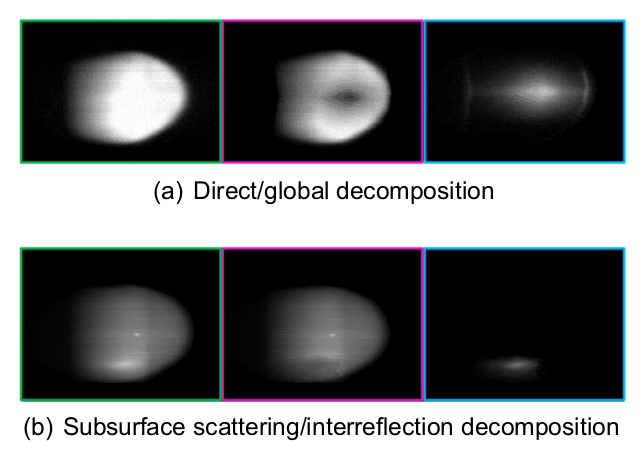 (a) Direct/global decomposition
(b) Subsurface scattering/interreflection decomposition